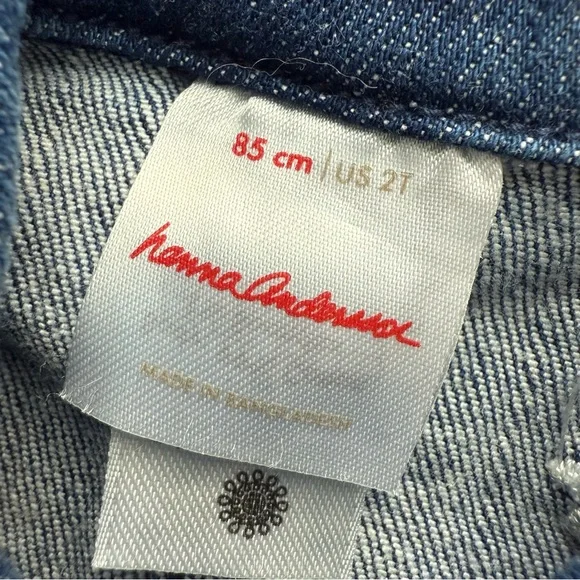 85 cm | US 2T
hanna andersson
MADE IN BANGLADESH